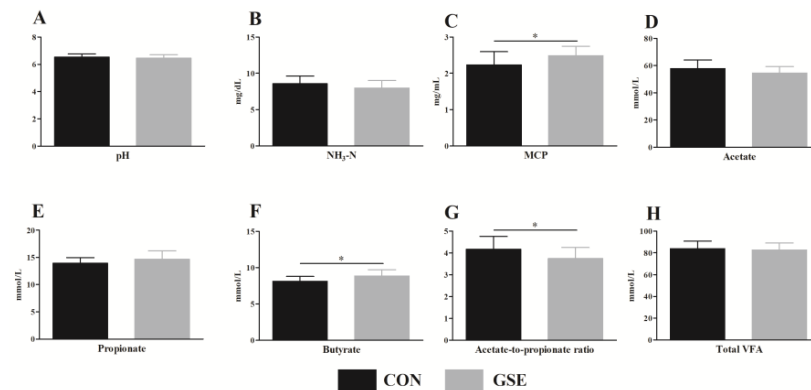 A
8
6
4
2
0
pH
B
mg/dL
15
10
5
0
NH₃-N
C
*
mg/mL
3
2
1
0
MCP
D
mmol/L
100
80
60
40
20
0
Acetate
E
mmol/L
20
15
10
5
0
Propionate
F
*
mmol/L
15
10
5
0
Butyrate
G
*
5
4
3
2
1
0
Acetate-to-propionate ratio
H
mmol/L
100
80
60
40
20
0
Total VFA
CON GSE